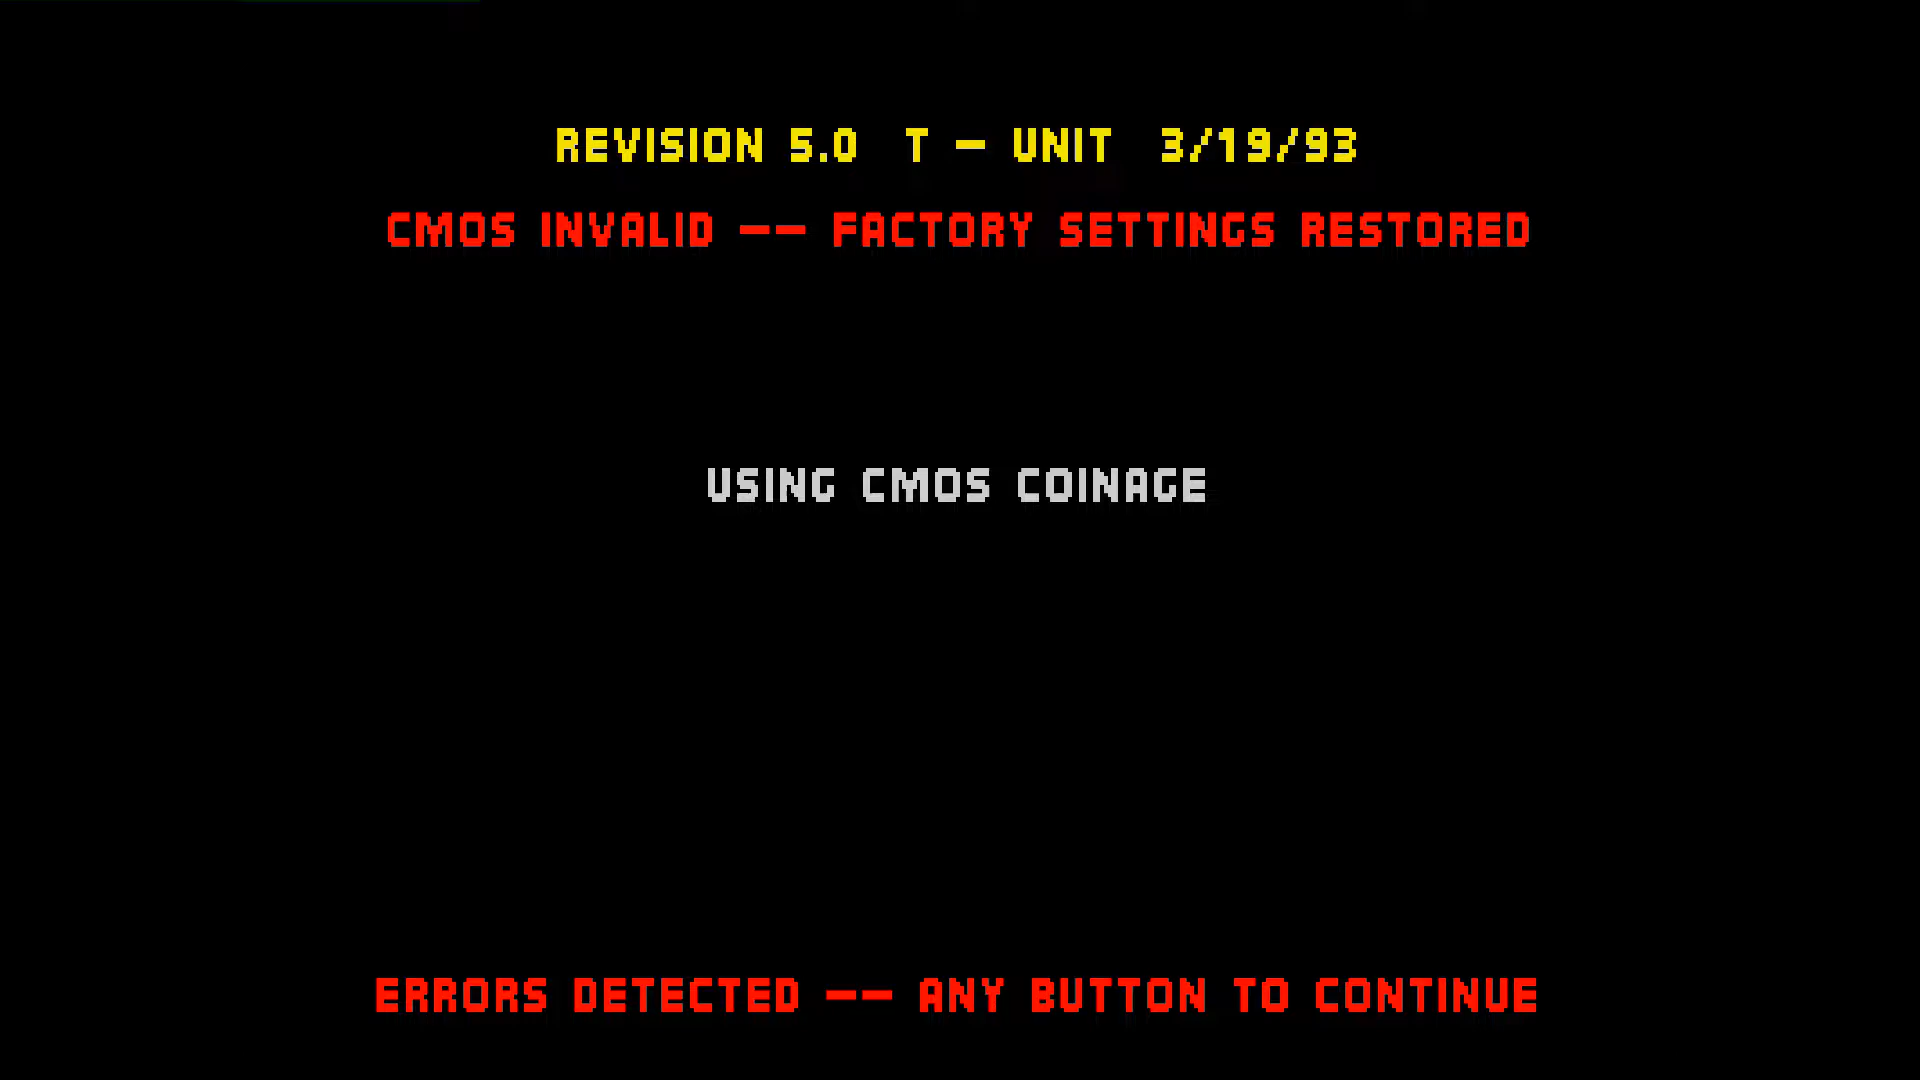 REVISION 5.0 T - UNIT 3/19/93
CMOS INVALID -- FACTORY SETTINGS RESTORED
USING CMOS COINAGE
ERRORS DETECTED -- ANY BUTTON TO CONTINUE